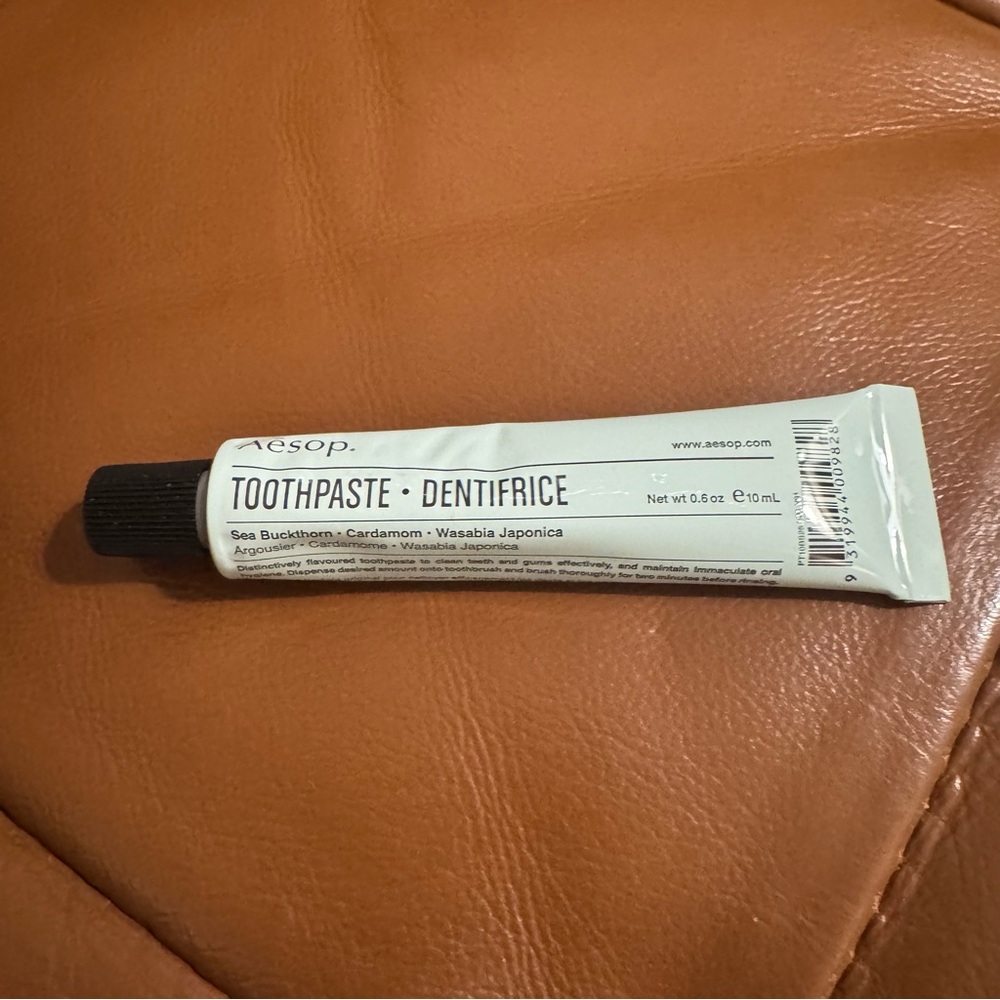 Aesop.
www.aesop.com
TOOTHPASTE · DENTIFRICE
Net wt 0.6 oz ℮ 10 mL
Sea Buckthorn · Cardamom · Wasabia Japonica
Argousier · Cardamome · Wasabia Japonica
Distinctively flavoured toothpaste to clean teeth and gums effectively, and maintain immaculate oral
hygiene. Dispense desired amount onto toothbrush and brush thoroughly for two minutes before rinsing.
9 319944 009828